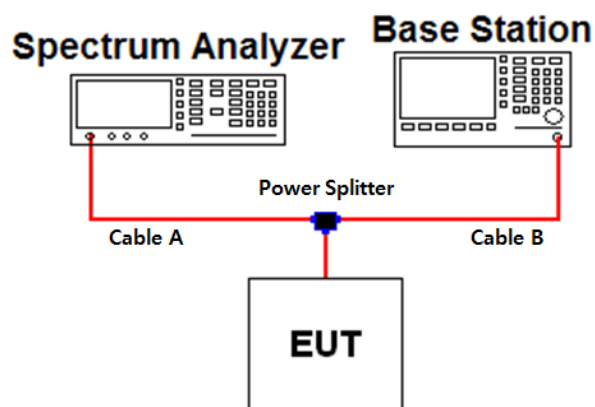 Spectrum Analyzer
Base Station
Power Splitter
Cable A
Cable B
EUT